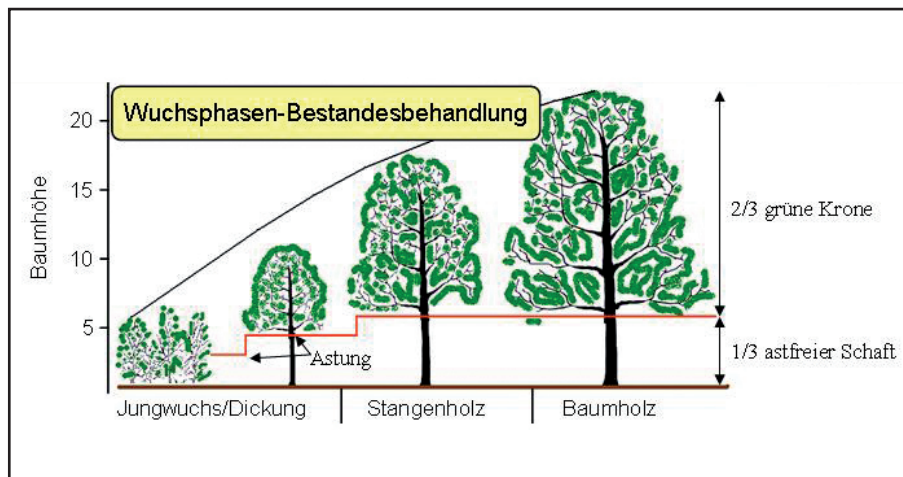 Wuchsphasen-Bestandesbehandlung
Baumhöhe
20
15
10
5
2/3 grüne Krone
1/3 astfreier Schaft
Astung
Jungwuchs/Dickung
Stangenholz
Baumholz